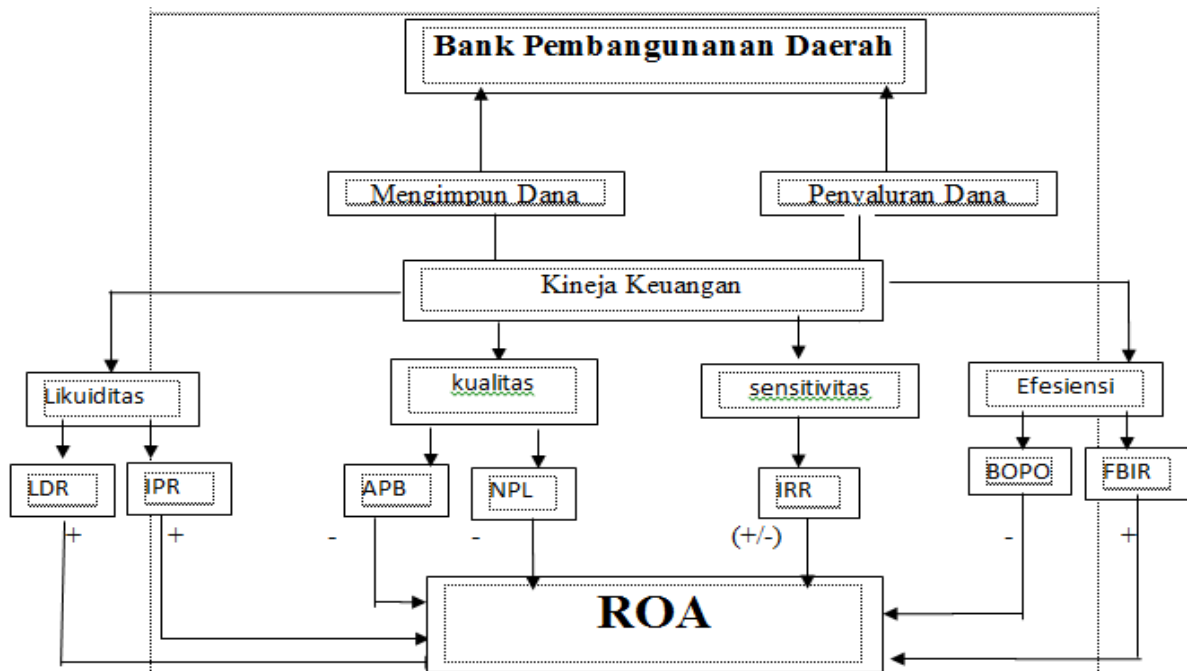 Bank Pembangunanan Daerah
Mengimpun Dana
Penyaluran Dana
Kineja Keuangan
Likuiditas
kualitas
sensitivitas
Efesiensi
LDR
IPR
APB
NPL
IRR
BOPO
FBIR
+
+
-
-
(+/-)
-
+
ROA